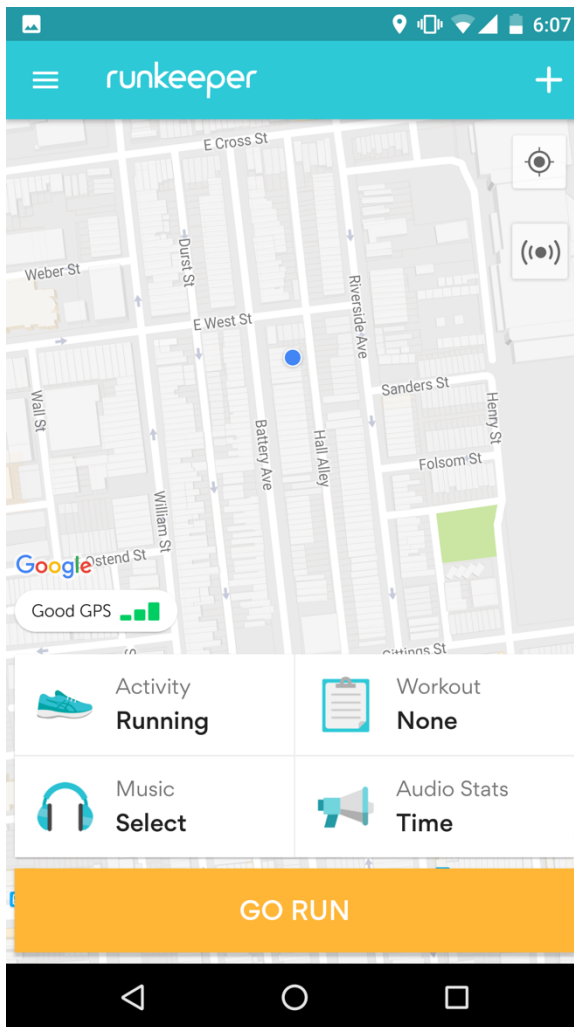 6:07
runkeeper
E Cross St
Durst St
Weber St
Riverside Ave
E West St
Sanders St
Wall St
Henry St
Battery Ave
Hall Alley
Folsom St
William St
Google
Ostend St
Good GPS
Gittings St
Activity
Running
Workout
None
Music
Select
Audio Stats
Time
GO RUN